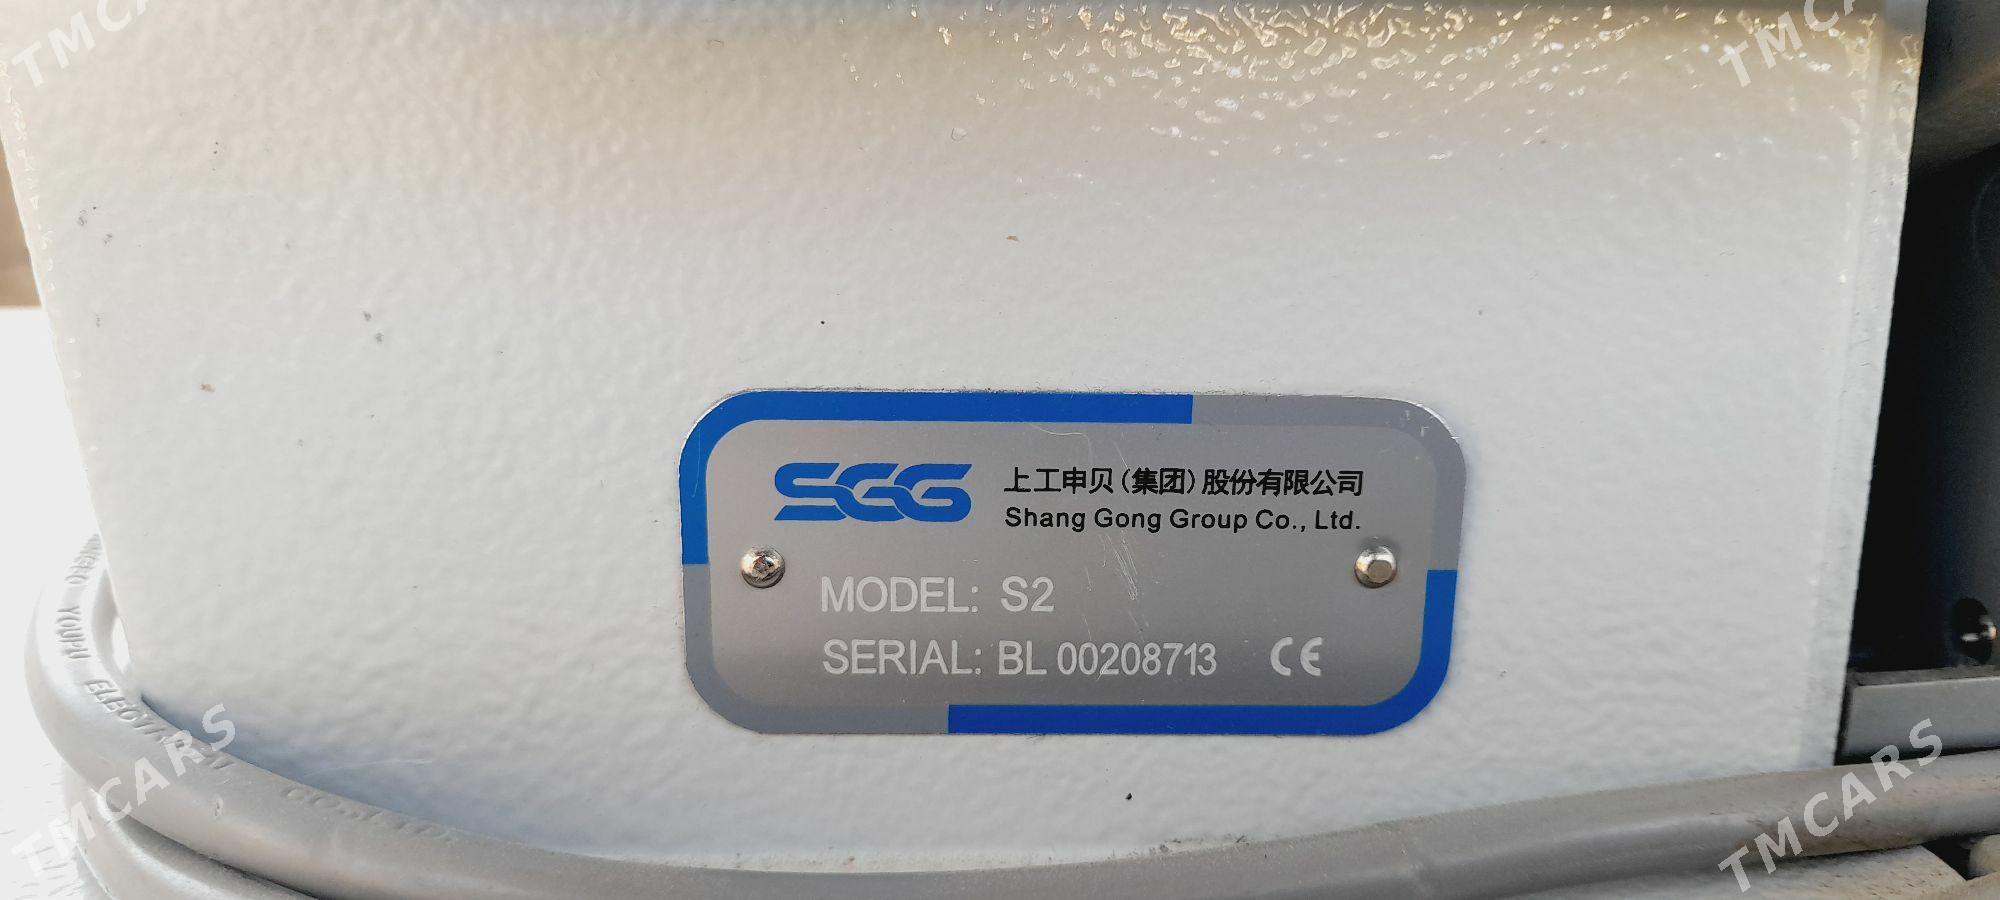 TMCARS
TMCARS
SGG
上工申贝(集团)股份有限公司
Shang Gong Group Co., Ltd.
MODEL: S2
SERIAL: BL 00208713 CE
TMCARS
TMCARS